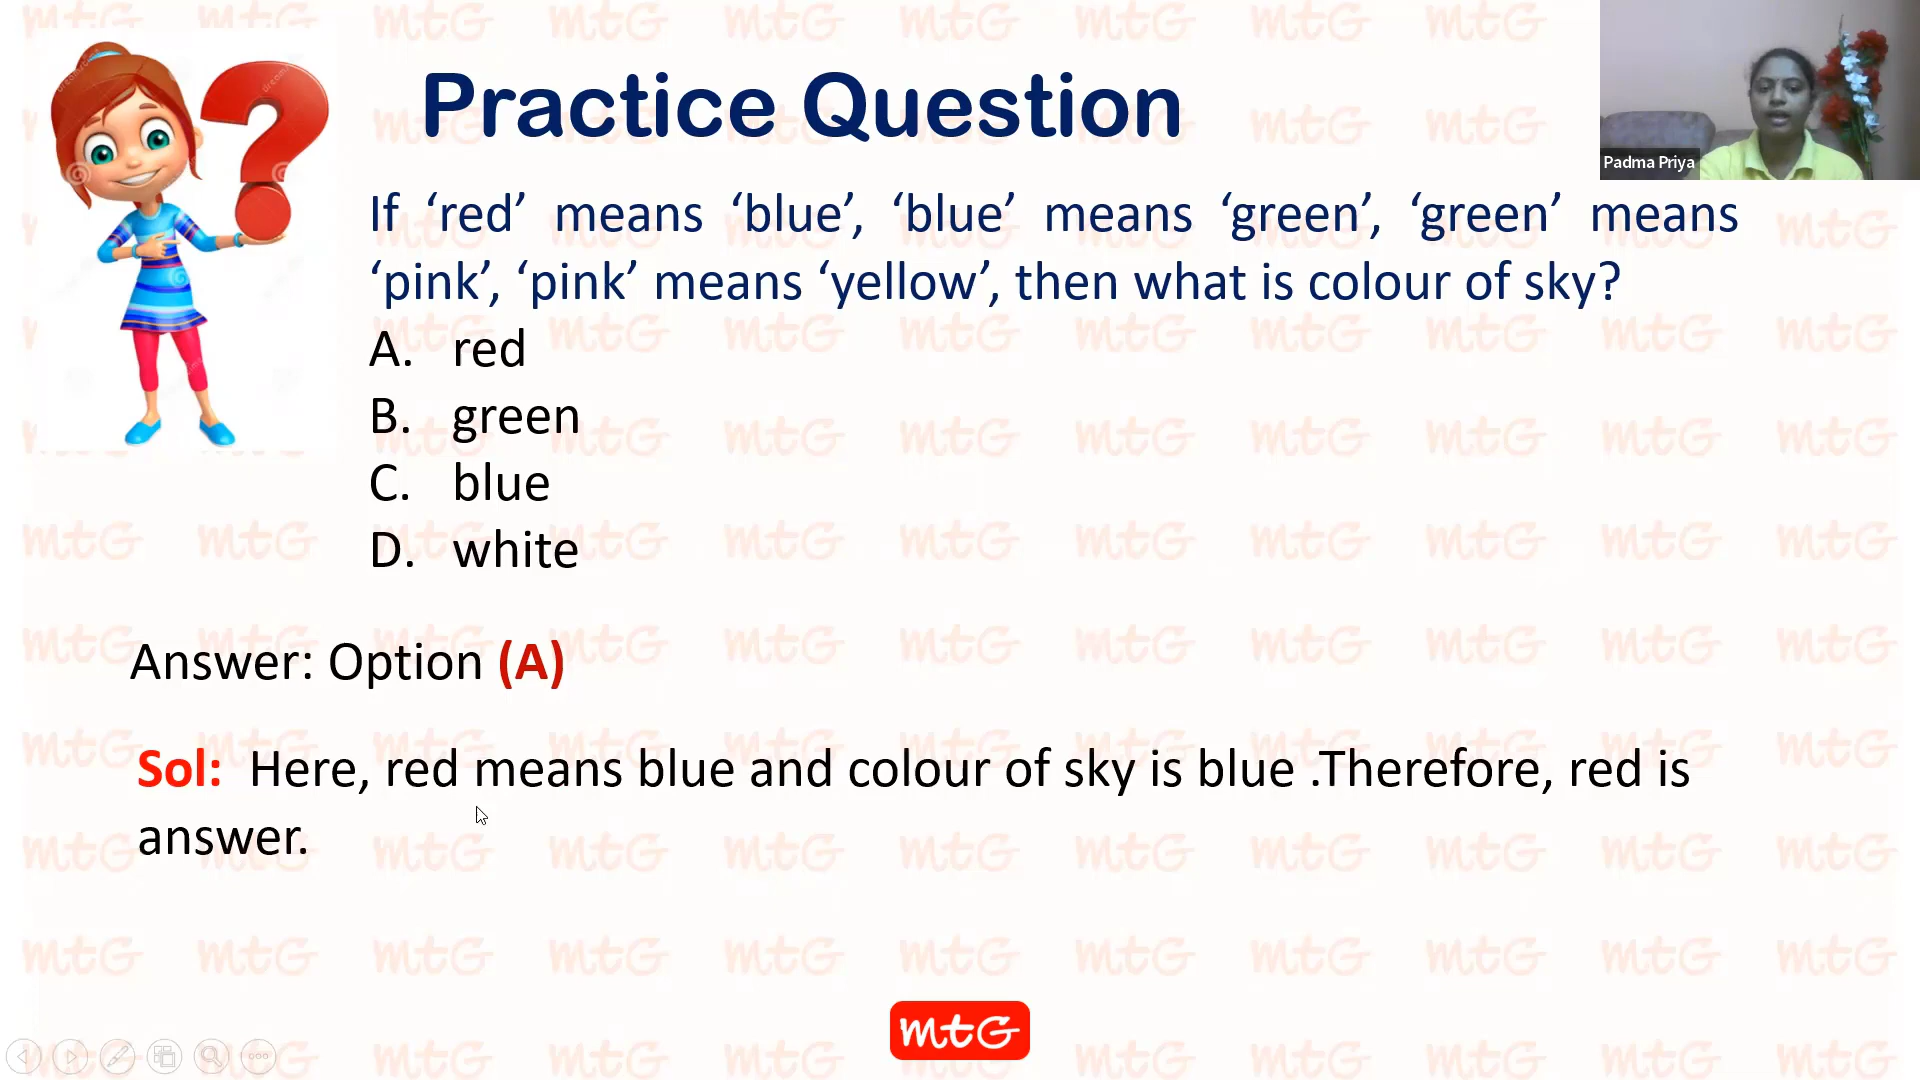 Practice Question
Padma Priya
If ‘red’ means ‘blue’, ‘blue’ means ‘green’, ‘green’ means
‘pink’, ‘pink’ means ‘yellow’, then what is colour of sky?
A. red
B. green
C. blue
D. white
Answer: Option (A)
Sol: Here, red means blue and colour of sky is blue .Therefore, red is
answer.
mtG